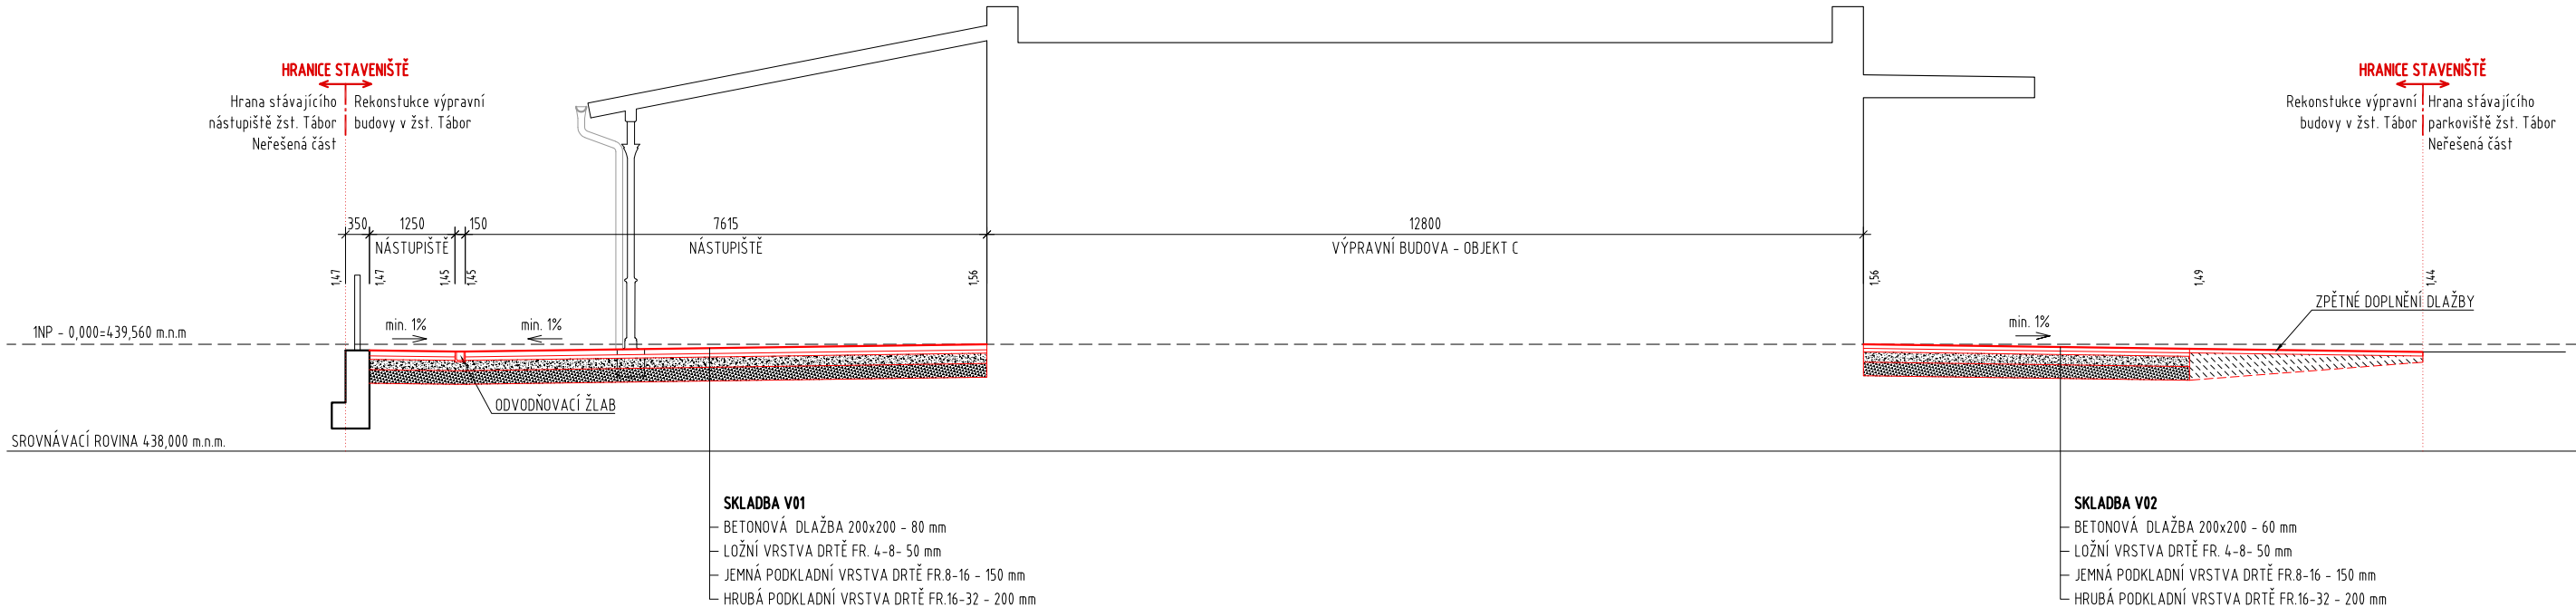 HRANICE STAVENIŠTĚ
Hrana stávajícího
nástupiště žst. Tábor
Neřešená část
Rekonstukce výpravní
budovy v žst. Tábor
HRANICE STAVENIŠTĚ
Rekonstukce výpravní
budovy v žst. Tábor
Hrana stávajícího
parkoviště žst. Tábor
Neřešená část
350
1250
150
7615
12800
NÁSTUPIŠTĚ
NÁSTUPIŠTĚ
VÝPRAVNÍ BUDOVA - OBJEKT C
1,47
1,47
1,45
1,45
1,56
1,56
1,49
1,44
ZPĚTNÉ DOPLNĚNÍ DLAŽBY
min. 1%
min. 1%
min. 1%
1NP - 0,000=439,560 m.n.m
ODVODŇOVACÍ ŽLAB
SROVNÁVACÍ ROVINA 438,000 m.n.m.
SKLADBA V01
BETONOVÁ DLAŽBA 200x200 - 80 mm
LOŽNÍ VRSTVA DRTĚ FR. 4-8- 50 mm
JEMNÁ PODKLADNÍ VRSTVA DRTĚ FR.8-16 - 150 mm
HRUBÁ PODKLADNÍ VRSTVA DRTĚ FR.16-32 - 200 mm
SKLADBA V02
BETONOVÁ DLAŽBA 200x200 - 60 mm
LOŽNÍ VRSTVA DRTĚ FR. 4-8- 50 mm
JEMNÁ PODKLADNÍ VRSTVA DRTĚ FR.8-16 - 150 mm
HRUBÁ PODKLADNÍ VRSTVA DRTĚ FR.16-32 - 200 mm